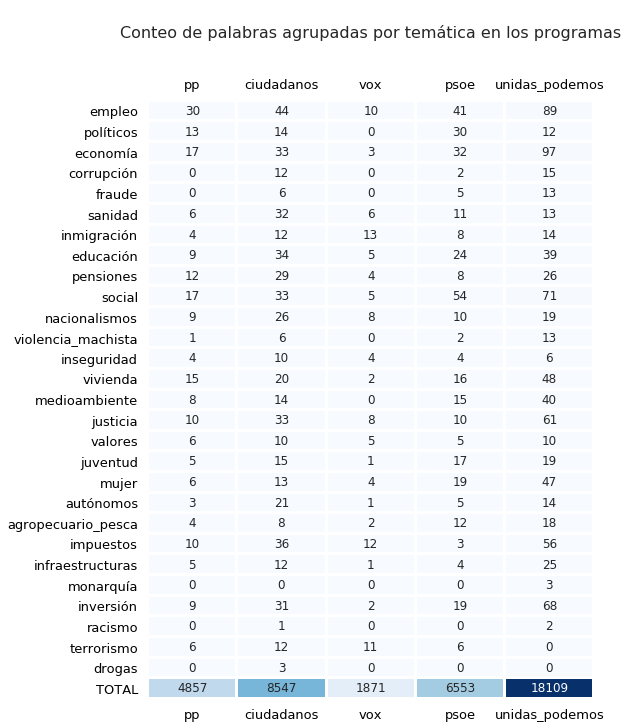 Conteo de palabras agrupadas por temática en los programas
pp ciudadanos vox psoe unidas_podemos
empleo 30 44 10 41 89
políticos 13 14 0 30 12
economía 17 33 3 32 97
corrupción 0 12 0 2 15
fraude 0 6 0 5 13
sanidad 6 32 6 11 13
inmigración 4 12 13 8 14
educación 9 34 5 24 39
pensiones 12 29 4 8 26
social 17 33 5 54 71
nacionalismos 9 26 8 10 19
violencia_machista 1 6 0 2 13
inseguridad 4 10 4 4 6
vivienda 15 20 2 16 48
medioambiente 8 14 0 15 40
justicia 10 33 8 10 61
valores 6 10 5 5 10
juventud 5 15 1 17 19
mujer 6 13 4 19 47
autónomos 3 21 1 5 14
agropecuario_pesca 4 8 2 12 18
impuestos 10 36 12 3 56
infraestructuras 5 12 1 4 25
monarquía 0 0 0 0 3
inversión 9 31 2 19 68
racismo 0 1 0 0 2
terrorismo 6 12 11 6 0
drogas 0 3 0 0 0
TOTAL 4857 8547 1871 6553 18109
pp ciudadanos vox psoe unidas_podemos